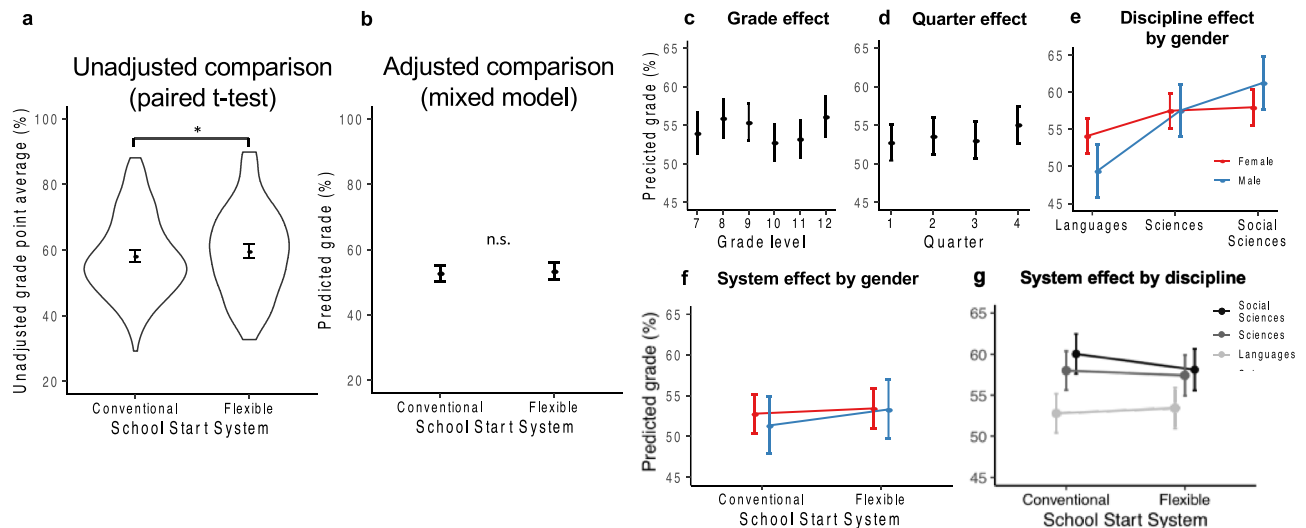 a
Unadjusted comparison
(paired t-test)
Unadjusted grade point average (%)
100
80
60
40
20
*
Conventional
Flexible
School Start System
b
Adjusted comparison
(mixed model)
Predicted grade (%)
100
80
60
40
20
n.s.
Conventional
Flexible
School Start System
c
Grade effect
Precicted grade (%)
65
60
55
50
45
7
8
9
10
11
12
Grade level
d
Quarter effect
65
60
55
50
45
1
2
3
4
Quarter
e
Discipline effect
by gender
65
60
55
50
45
Female
Male
Languages
Sciences
Social
Sciences
f
System effect by gender
Predicted grade (%)
65
60
55
50
45
Conventional
Flexible
School Start System
g
System effect by discipline
65
60
55
50
45
Social
Sciences
Sciences
Languages
Conventional
Flexible
School Start System